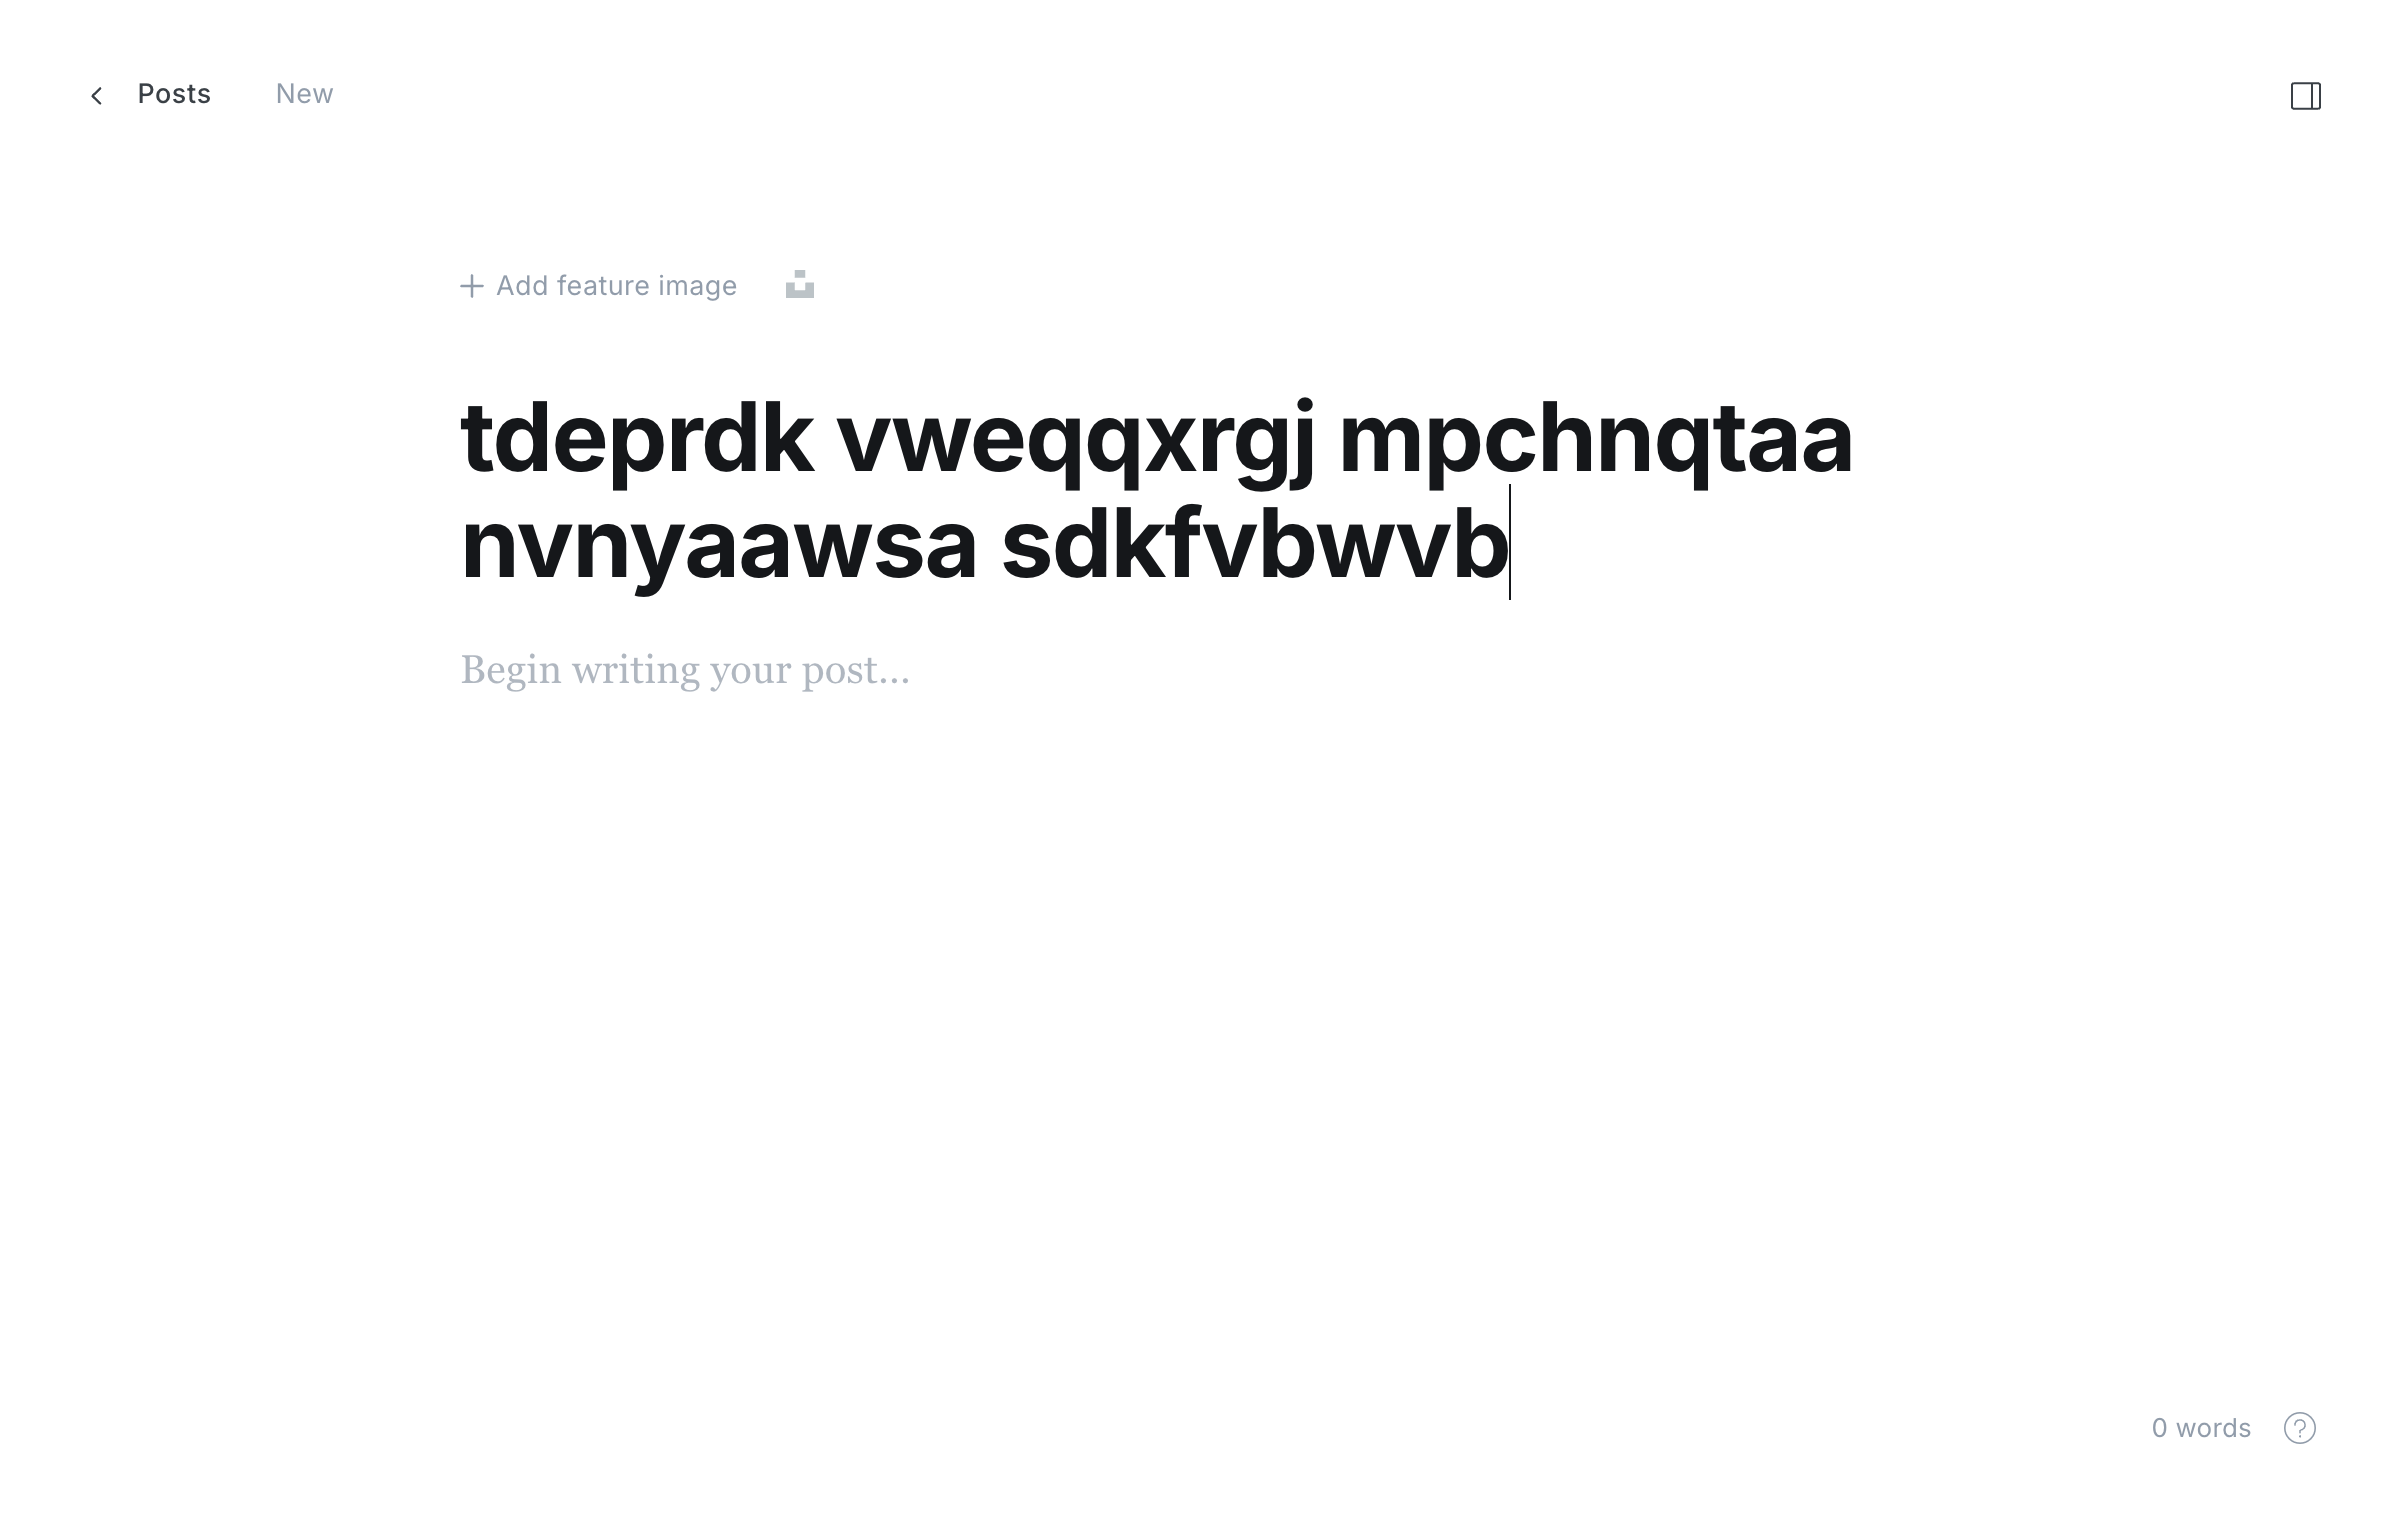 Posts New
Add feature image
tdeprdk vweqqxrgj mpchnqtaa
nvnyaawsa sdkfvbwvb
Begin writing your post...
0 words ?